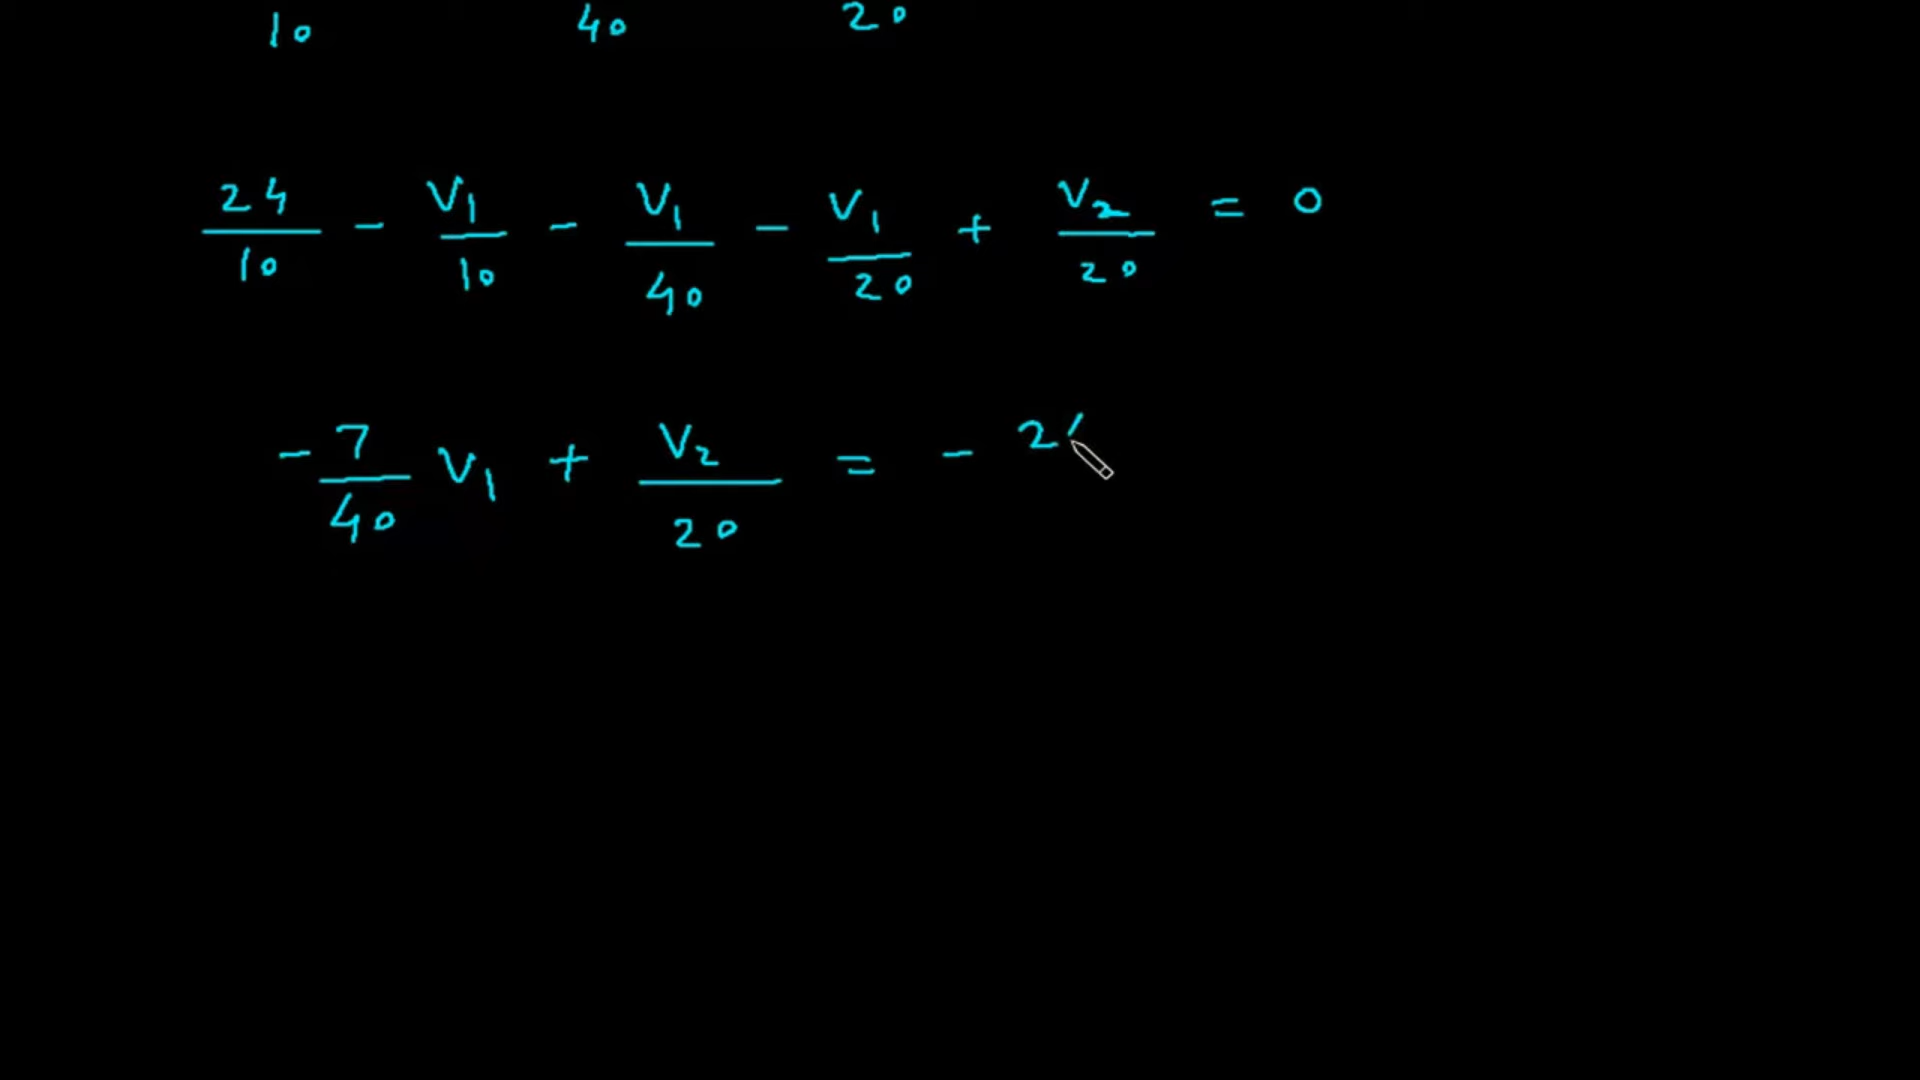 10 40 20
24/10 - V1/10 - V1/40 - V1/20 + V2/20 = 0
-7/40 V1 + V2/20 = - 2